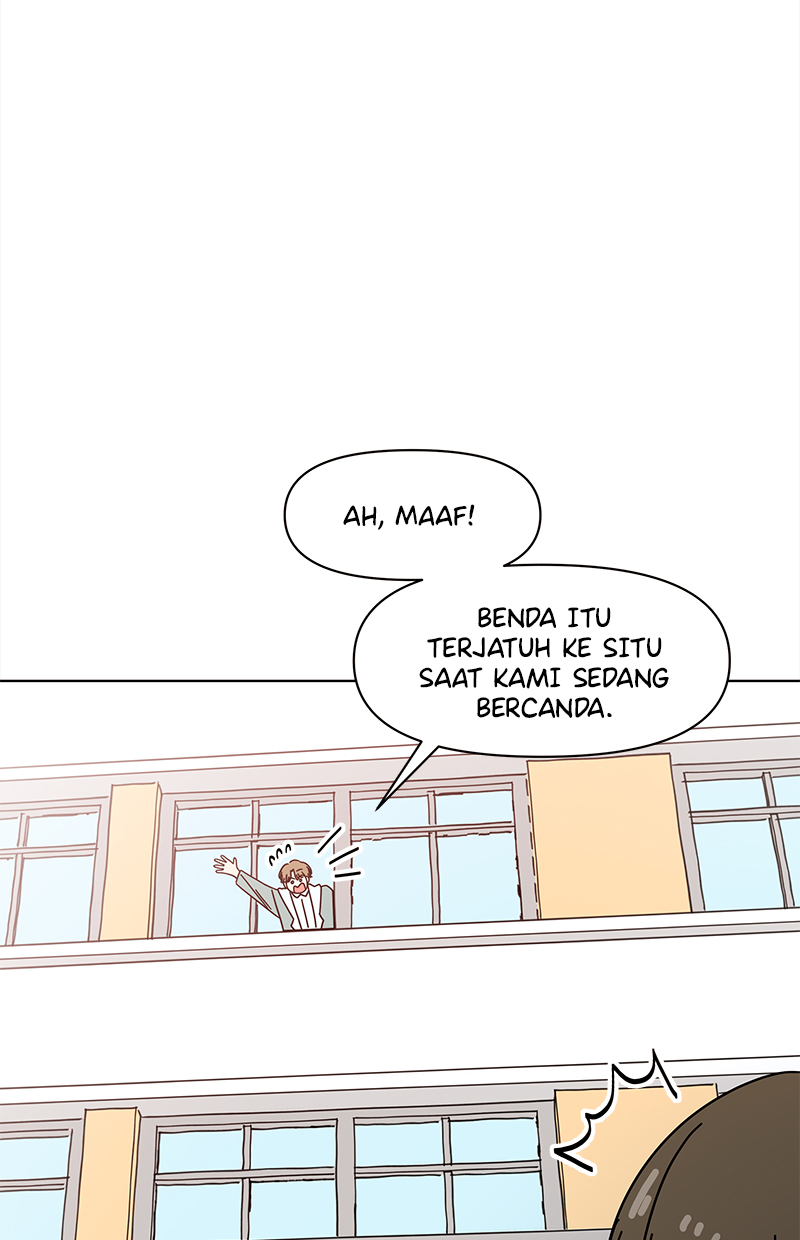 AH, MAAF!
BENDA ITU
TERJATUH KE SITU
SAAT KAMI SEDANG
BERCANDA.